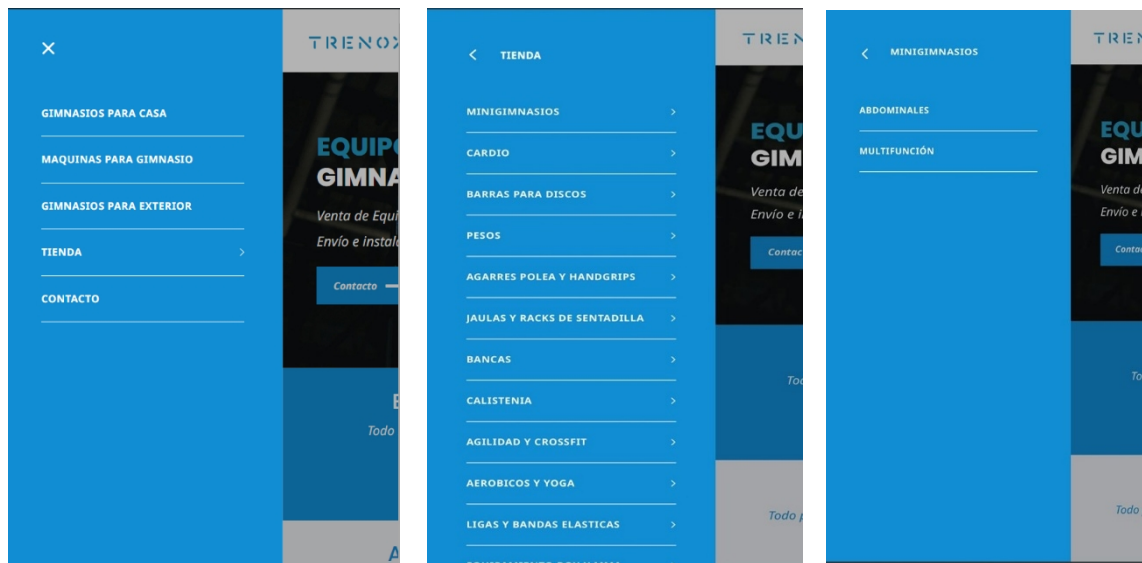 TRENOX
GIMNASIOS PARA CASA
MAQUINAS PARA GIMNASIO
GIMNASIOS PARA EXTERIOR
TIENDA
CONTACTO
GIMNA
Venta de Equi
Envío e instal
Contacto
Todo
TIENDA
MINIGIMNASIOS
CARDIO
BARRAS PARA DISCOS
PESOS
AGARRES POLEA Y HANDGRIPS
JAULAS Y RACKS DE SENTADILLA
BANCAS
CALISTENIA
AGILIDAD Y CROSSFIT
AEROBICOS Y YOGA
LIGAS Y BANDAS ELASTICAS
TREN
EQU
GIM
Venta de
Envío e i
Contac
Todo p
MINIGIMNASIOS
ABDOMINALES
MULTIFUNCIÓN
TREN
EQU
GIM
Venta d
Envío e
Conta
To
Todo